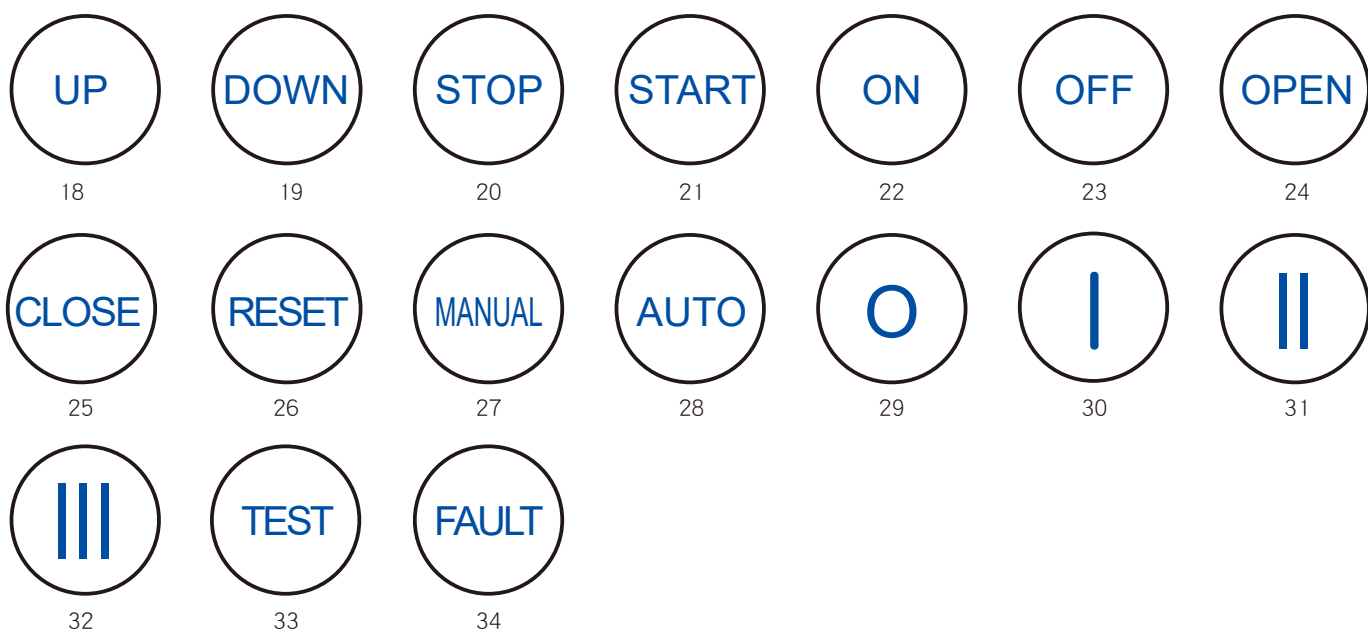 UP DOWN STOP START ON OFF OPEN
18 19 20 21 22 23 24
CLOSE RESET MANUAL AUTO O | ||
25 26 27 28 29 30 31
||| TEST FAULT
32 33 34